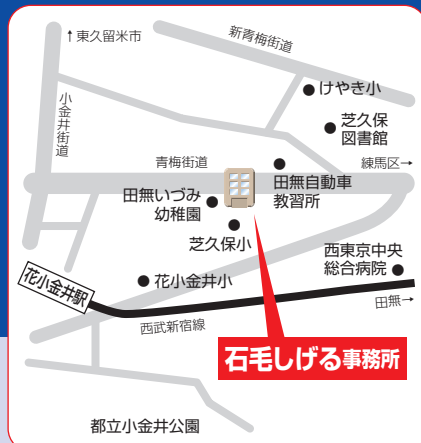 ↑東久留米市
新青梅街道
けやき小
小金井街道
芝久保
図書館
青梅街道
練馬区→
田無自動車
教習所
田無いづみ
幼稚園
芝久保小
西東京中央
総合病院
花小金井駅
花小金井小
田無→
西武新宿線
石毛しげる事務所
都立小金井公園